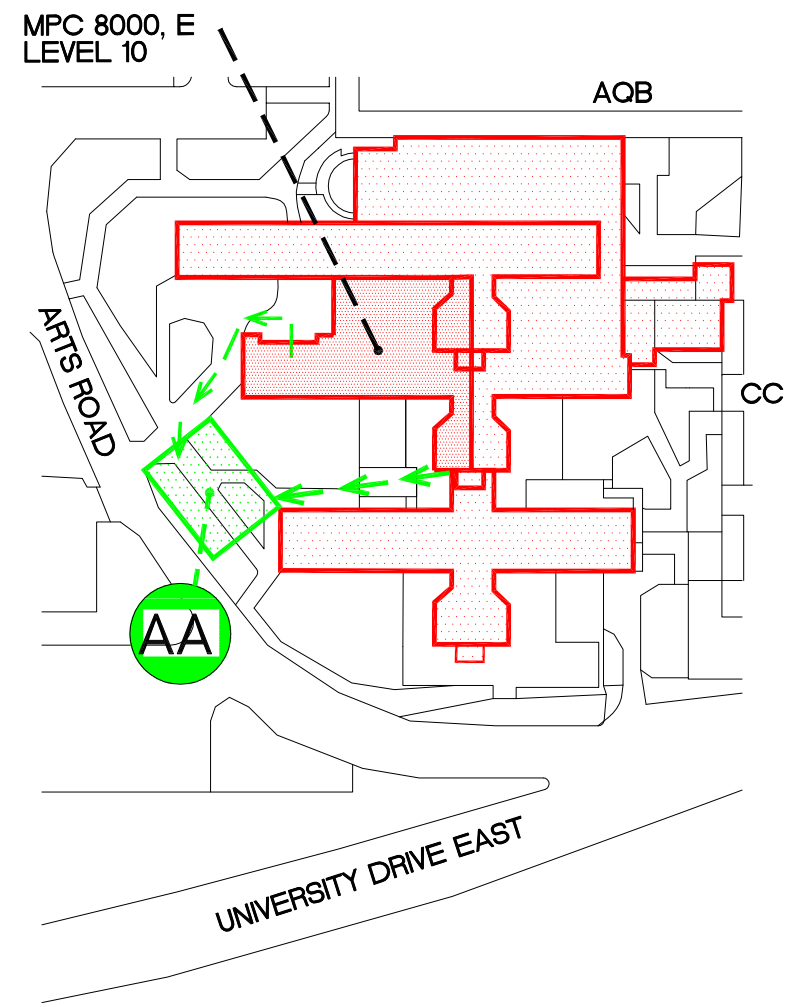 MPC 8000, E
LEVEL 10
AQB
ARTS ROAD
CC
AA
UNIVERSITY DRIVE EAST